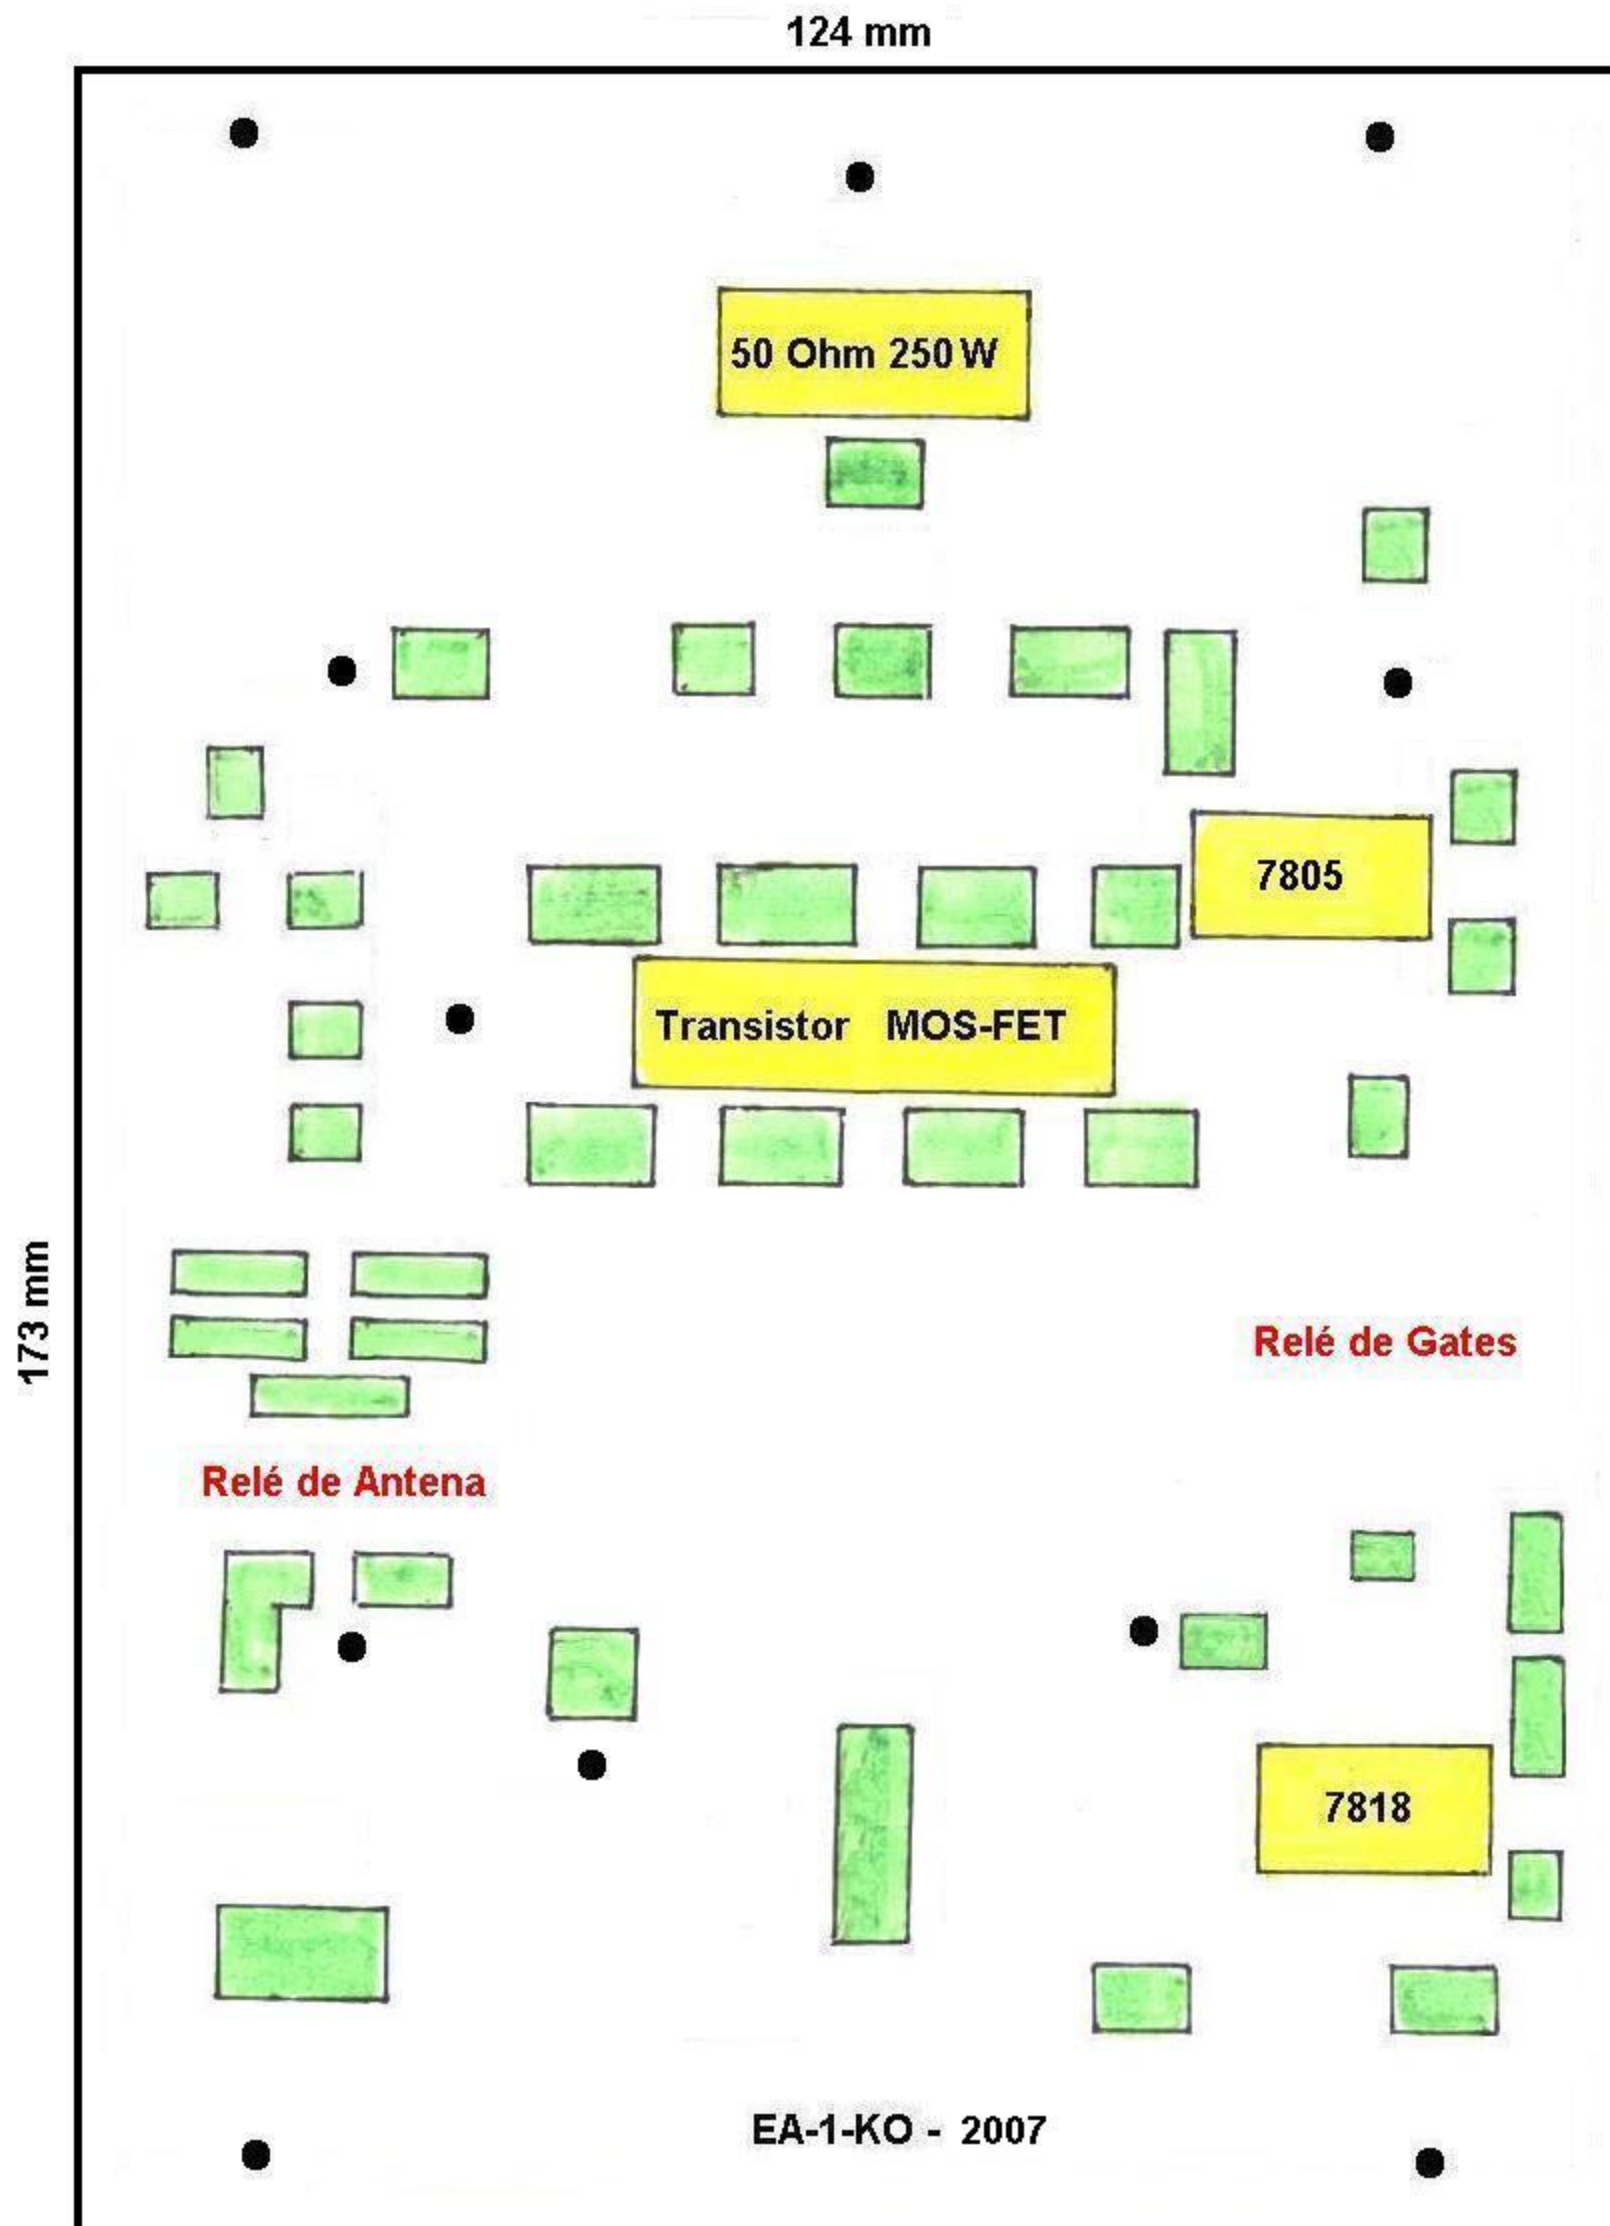 124 mm
50 Ohm 250 W
7805
Transistor MOS-FET
173 mm
Relé de Gates
Relé de Antena
7818
EA-1-KO - 2007